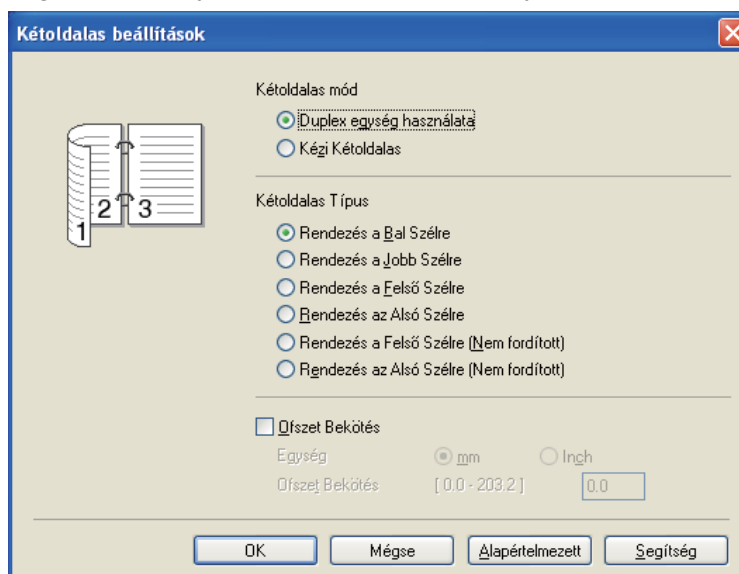 Kétoldalas beállítások
Kétoldalas mód
Duplex egység használata
Kézi Kétoldalas
2 3
1
Kétoldalas Típus
Rendezés a Bal Szélre
Rendezés a Jobb Szélre
Rendezés a Felső Szélre
Rendezés az Alsó Szélre
Rendezés a Felső Szélre (Nem fordított)
Rendezés az Alsó Szélre (Nem fordított)
Ofszet Bekötés
Egység mm Inch
Ofszet Bekötés [ 0.0 - 203.2 ] 0.0
OK Mégse Alapértelmezett Segítség